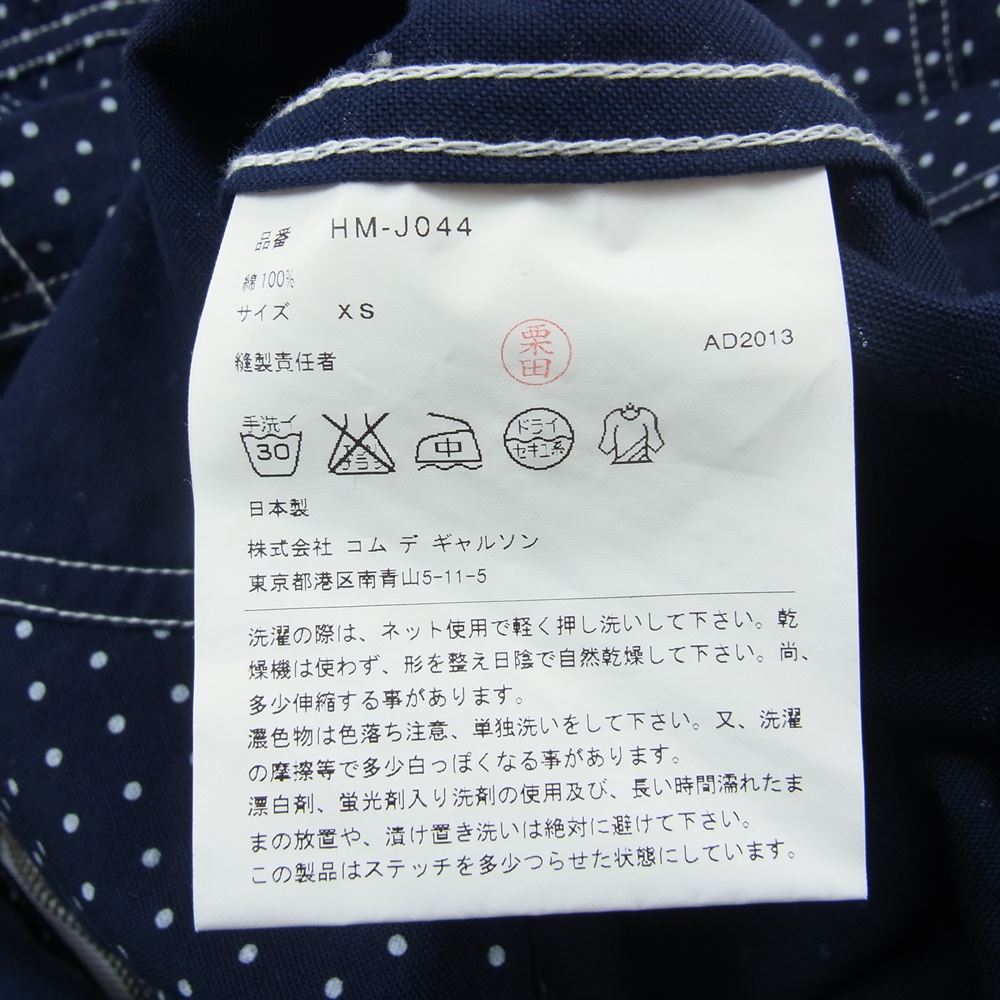 品番 HM-J044
綿100%
サイズ XS
縫製責任者 栗田 AD2013
手洗イ 30 エンソ サラシ 中 ドライ セキユ系
日本製
株式会社 コム デ ギャルソン
東京都港区南青山5-11-5
洗濯の際は、ネット使用で軽く押し洗いして下さい。乾
燥機は使わず、形を整え日陰で自然乾燥して下さい。尚、
多少伸縮する事があります。
濃色物は色落ち注意、単独洗いをして下さい。又、洗濯
の摩擦等で多少白っぽくなる事があります。
漂白剤、蛍光剤入り洗剤の使用及び、長い時間濡れたま
まの放置や、漬け置き洗いは絶対に避けて下さい。
この製品はステッチを多少つらせた状態にしています。